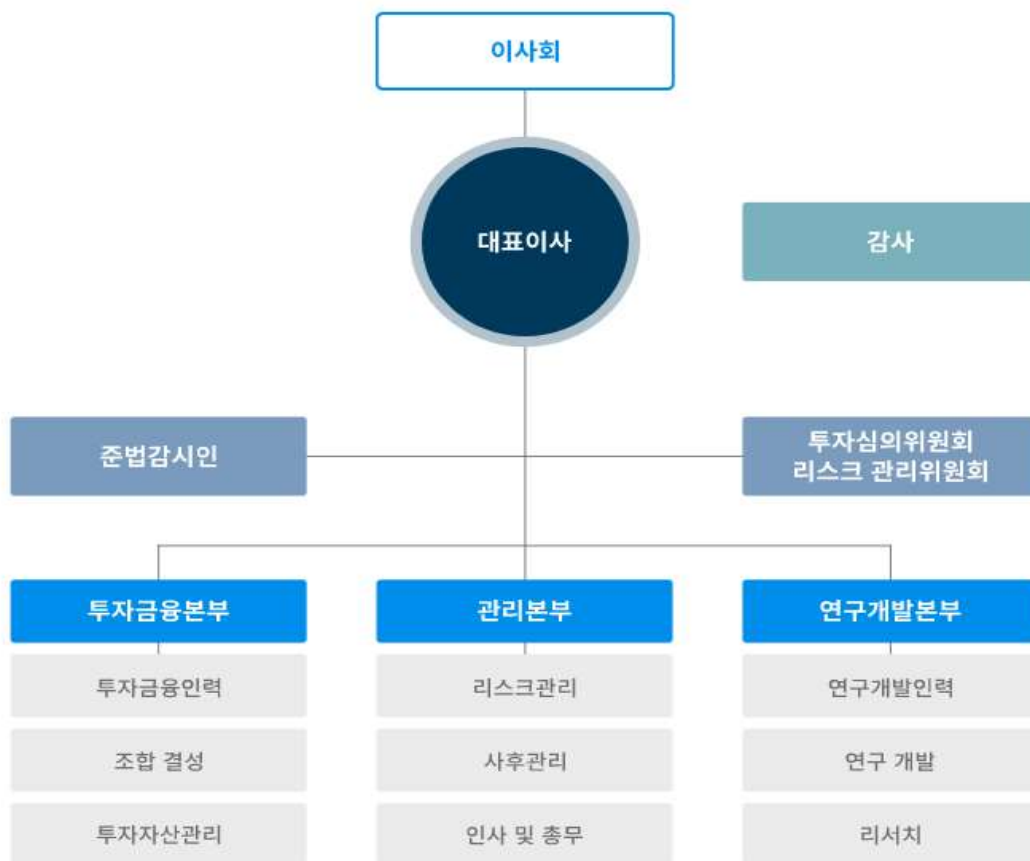 이사회
대표이사
감사
준법감시인
투자심의위원회
리스크 관리위원회
투자금융본부
관리본부
연구개발본부
투자금융인력
리스크관리
연구개발인력
조합 결성
사후관리
연구 개발
투자자산관리
인사 및 총무
리서치